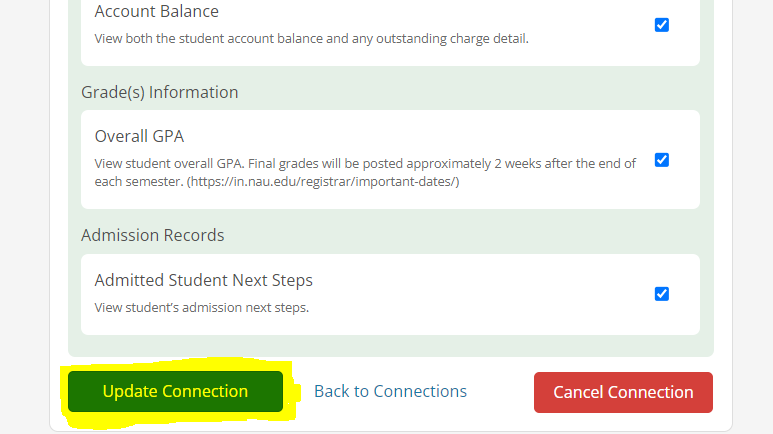 Account Balance
View both the student account balance and any outstanding charge detail.
Grade(s) Information
Overall GPA
View student overall GPA. Final grades will be posted approximately 2 weeks after the end of
each semester. (https://in.nau.edu/registrar/important-dates/)
Admission Records
Admitted Student Next Steps
View student’s admission next steps.
Update Connection
Back to Connections
Cancel Connection